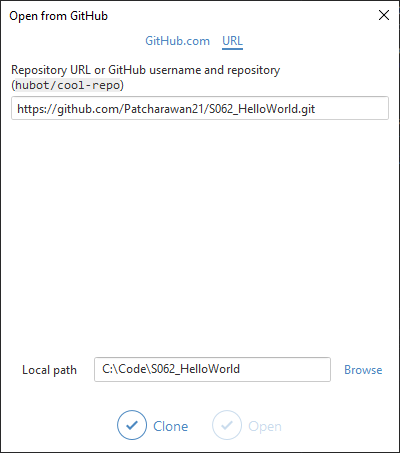 Open from GitHub
GitHub.com URL
Repository URL or GitHub username and repository
(hubot/cool-repo)
https://github.com/Patcharawan21/S062_HelloWorld.git
Local path C:\Code\S062_HelloWorld Browse
Clone Open